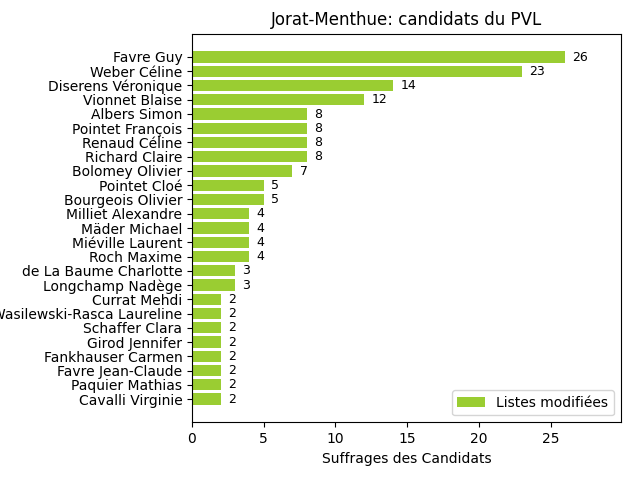 Jorat-Menthue: candidats du PVL
Favre Guy 26
Weber Céline 23
Diserens Véronique 14
Vionnet Blaise 12
Albers Simon 8
Pointet François 8
Renaud Céline 8
Richard Claire 8
Bolomey Olivier 7
Pointet Cloé 5
Bourgeois Olivier 5
Milliet Alexandre 4
Mäder Michael 4
Miéville Laurent 4
Roch Maxime 4
de La Baume Charlotte 3
Longchamp Nadège 3
Currat Mehdi 2
Wasilewski-Rasca Laureline 2
Schaffer Clara 2
Girod Jennifer 2
Fankhauser Carmen 2
Favre Jean-Claude 2
Paquier Mathias 2
Cavalli Virginie 2
Listes modifiées
0 5 10 15 20 25
Suffrages des Candidats